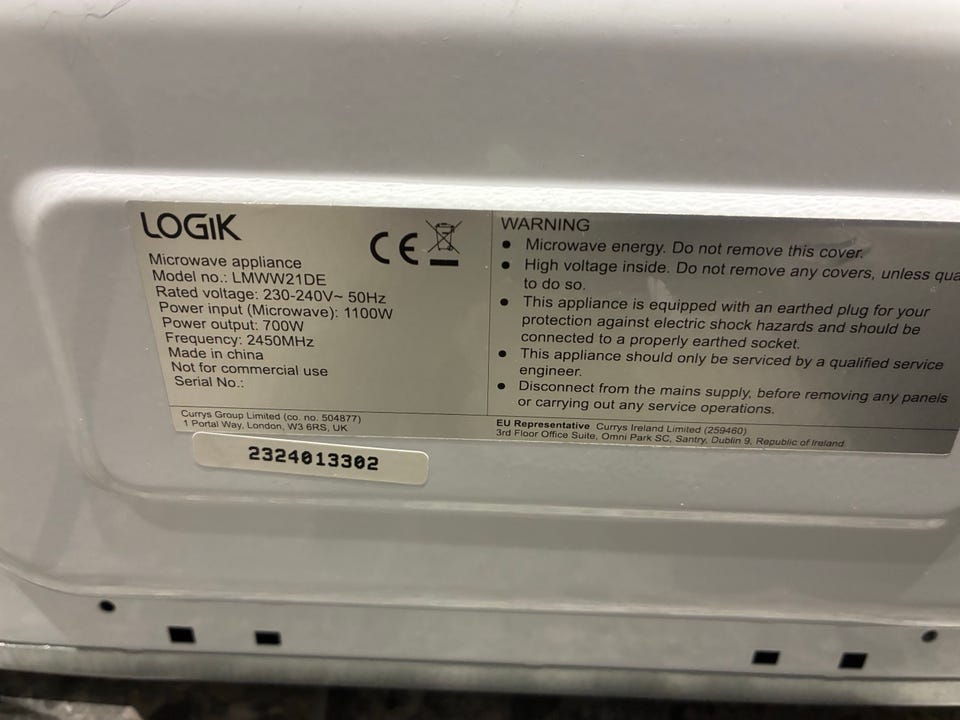 LOGIK
Microwave appliance
Model no.: LMWW21DE
Rated voltage: 230-240V~ 50Hz
Power input (Microwave): 1100W
Power output: 700W
Frequency: 2450MHz
Made in china
Not for commercial use
Serial No.:
CE
Currys Group Limited (co. no. 504877)
1 Portal Way, London, W3 6RS, UK
2324013302
WARNING
• Microwave energy. Do not remove this cover.
• High voltage inside. Do not remove any covers, unless qua
to do so.
• This appliance is equipped with an earthed plug for your
protection against electric shock hazards and should be
connected to a properly earthed socket.
• This appliance should only be serviced by a qualified service
engineer.
• Disconnect from the mains supply, before removing any panels
or carrying out any service operations.
EU Representative Currys Ireland Limited (259460)
3rd Floor Office Suite, Omni Park SC, Santry, Dublin 9, Republic of Ireland